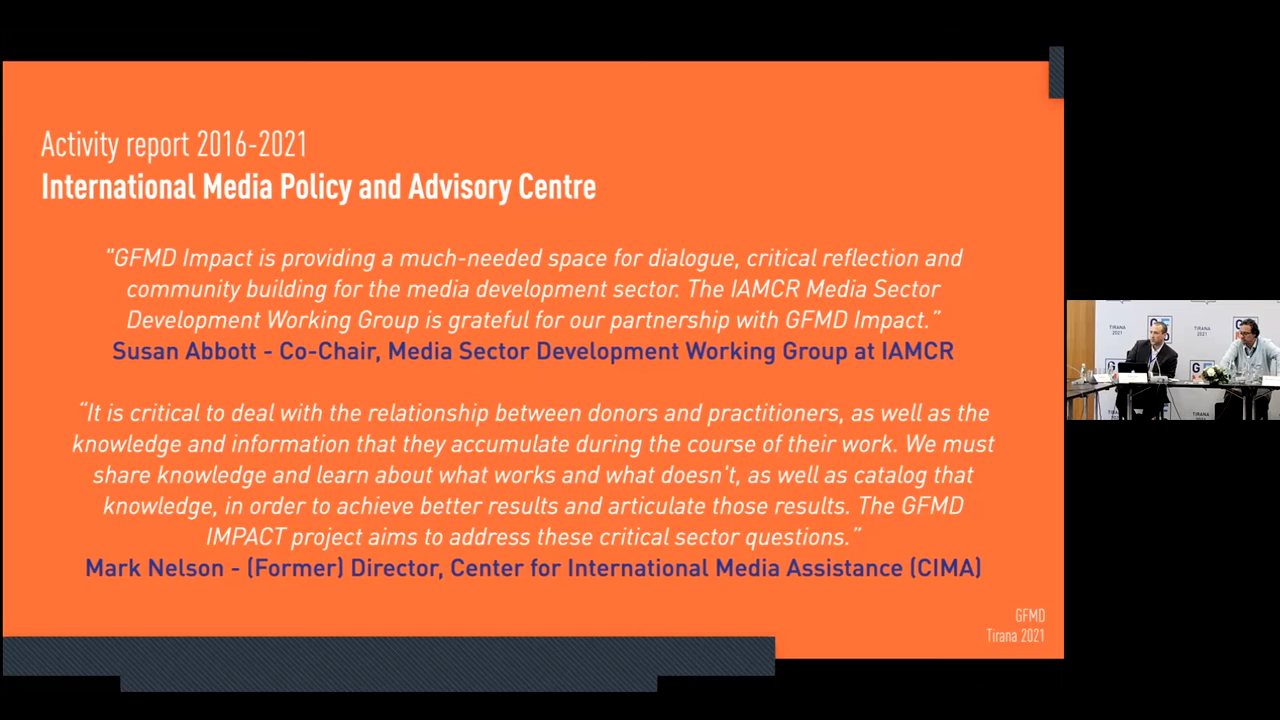 Activity report 2016-2021
International Media Policy and Advisory Centre
"GFMD Impact is providing a much-needed space for dialogue, critical reflection and
community building for the media development sector. The IAMCR Media Sector
Development Working Group is grateful for our partnership with GFMD Impact.”
Susan Abbott - Co-Chair, Media Sector Development Working Group at IAMCR
“It is critical to deal with the relationship between donors and practitioners, as well as the
knowledge and information that they accumulate during the course of their work. We must
share knowledge and learn about what works and what doesn't, as well as catalog that
knowledge, in order to achieve better results and articulate those results. The GFMD
IMPACT project aims to address these critical sector questions.”
Mark Nelson - (Former) Director, Center for International Media Assistance (CIMA)
GFMD
Tirana 2021
TIRANA
2021
TIRANA
2021
TIRANA